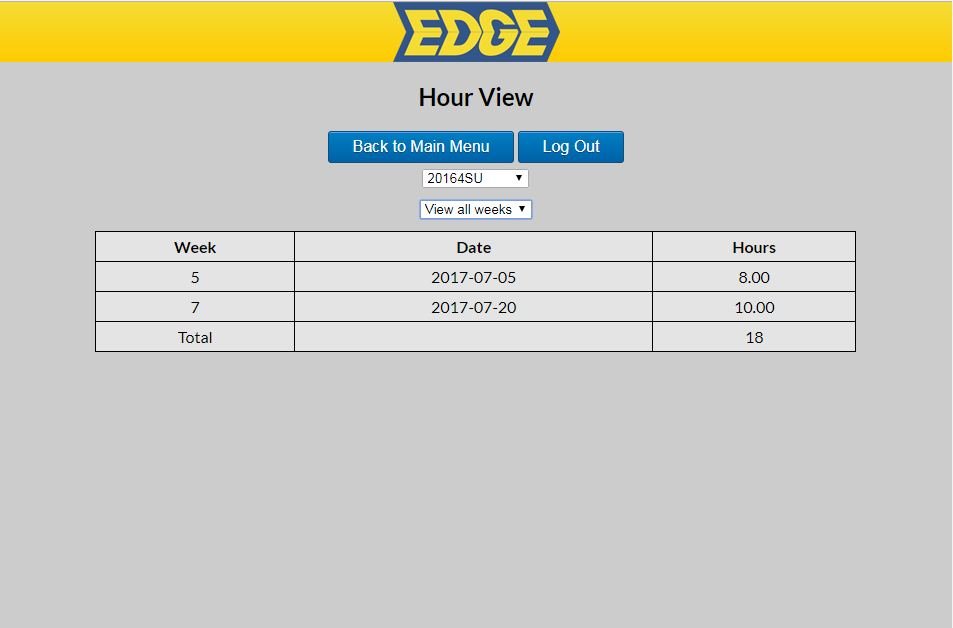 EDGE
Hour View
Back to Main Menu Log Out
20164SU
View all weeks
Week Date Hours
5 2017-07-05 8.00
7 2017-07-20 10.00
Total 18